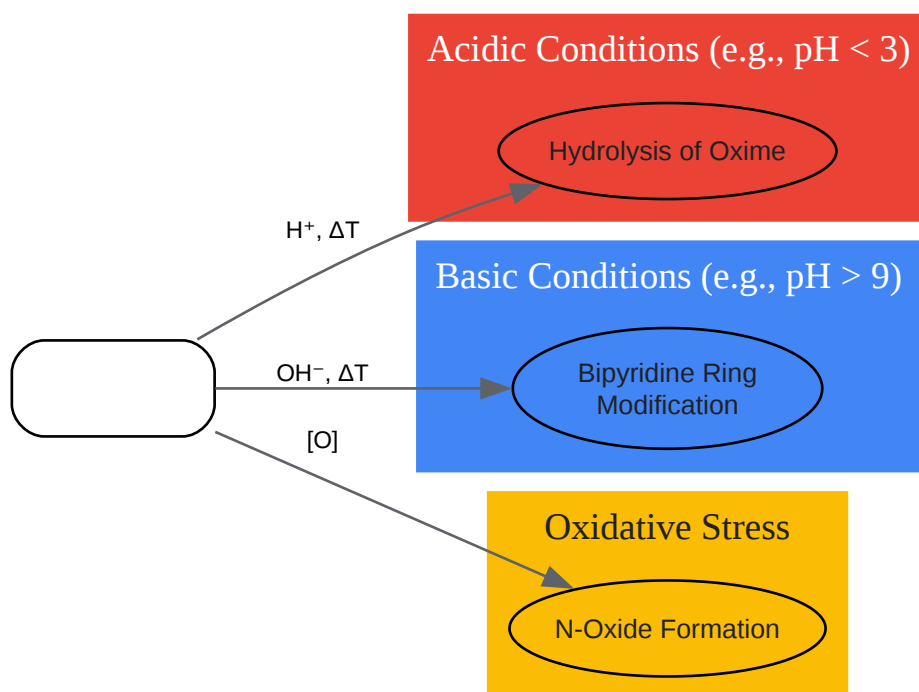 Acidic Conditions (e.g., pH < 3)
Hydrolysis of Oxime
H⁺, ΔT
Basic Conditions (e.g., pH > 9)
OH⁻, ΔT
Bipyridine Ring
Modification
[O]
Oxidative Stress
N-Oxide Formation